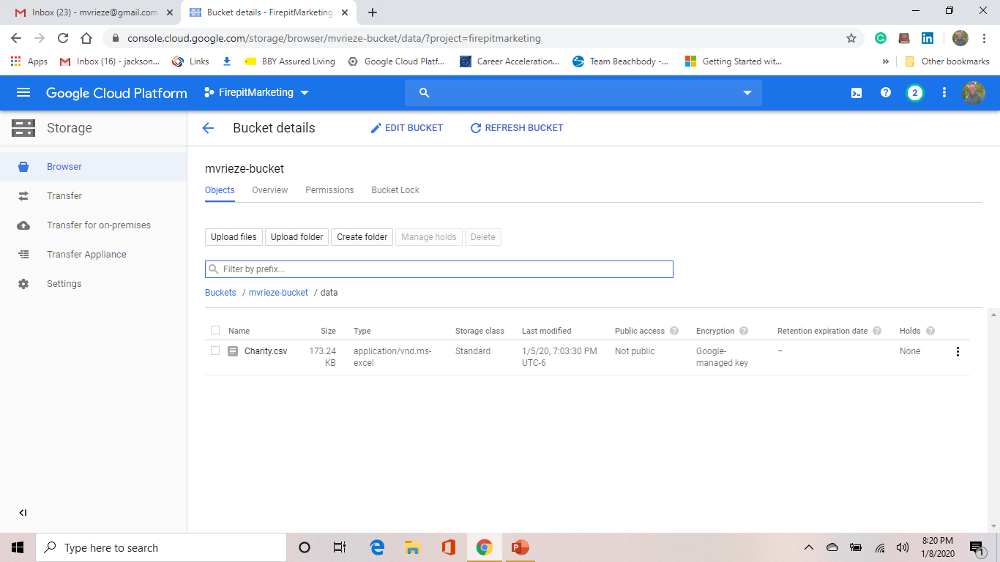 Inbox (23) - mvrieze@gmail.com
Bucket details - FirepitMarketing
console.cloud.google.com/storage/browser/mvrieze-bucket/data/?project=firepitmarketing
Apps
Inbox (16) - jackson...
Links
BBY Assured Living
Google Cloud Platf...
Career Acceleration...
Team Beachbody -...
Getting Started wit...
»
Other bookmarks
Google Cloud Platform
FirepitMarketing
2
Storage
Bucket details
EDIT BUCKET
REFRESH BUCKET
Browser
Transfer
Transfer for on-premises
Transfer Appliance
Settings
mvrieze-bucket
Objects Overview Permissions Bucket Lock
Upload files Upload folder Create folder Manage holds Delete
Filter by prefix...
Buckets / mvrieze-bucket / data
Name Size Type Storage class Last modified Public access Encryption Retention expiration date Holds
Charity.csv 173.24 application/vnd.ms- Standard 1/5/20, 7:03:30 PM Not public Google- – None
KB excel UTC-6 managed key
Type here to search
8:20 PM
1/8/2020
1